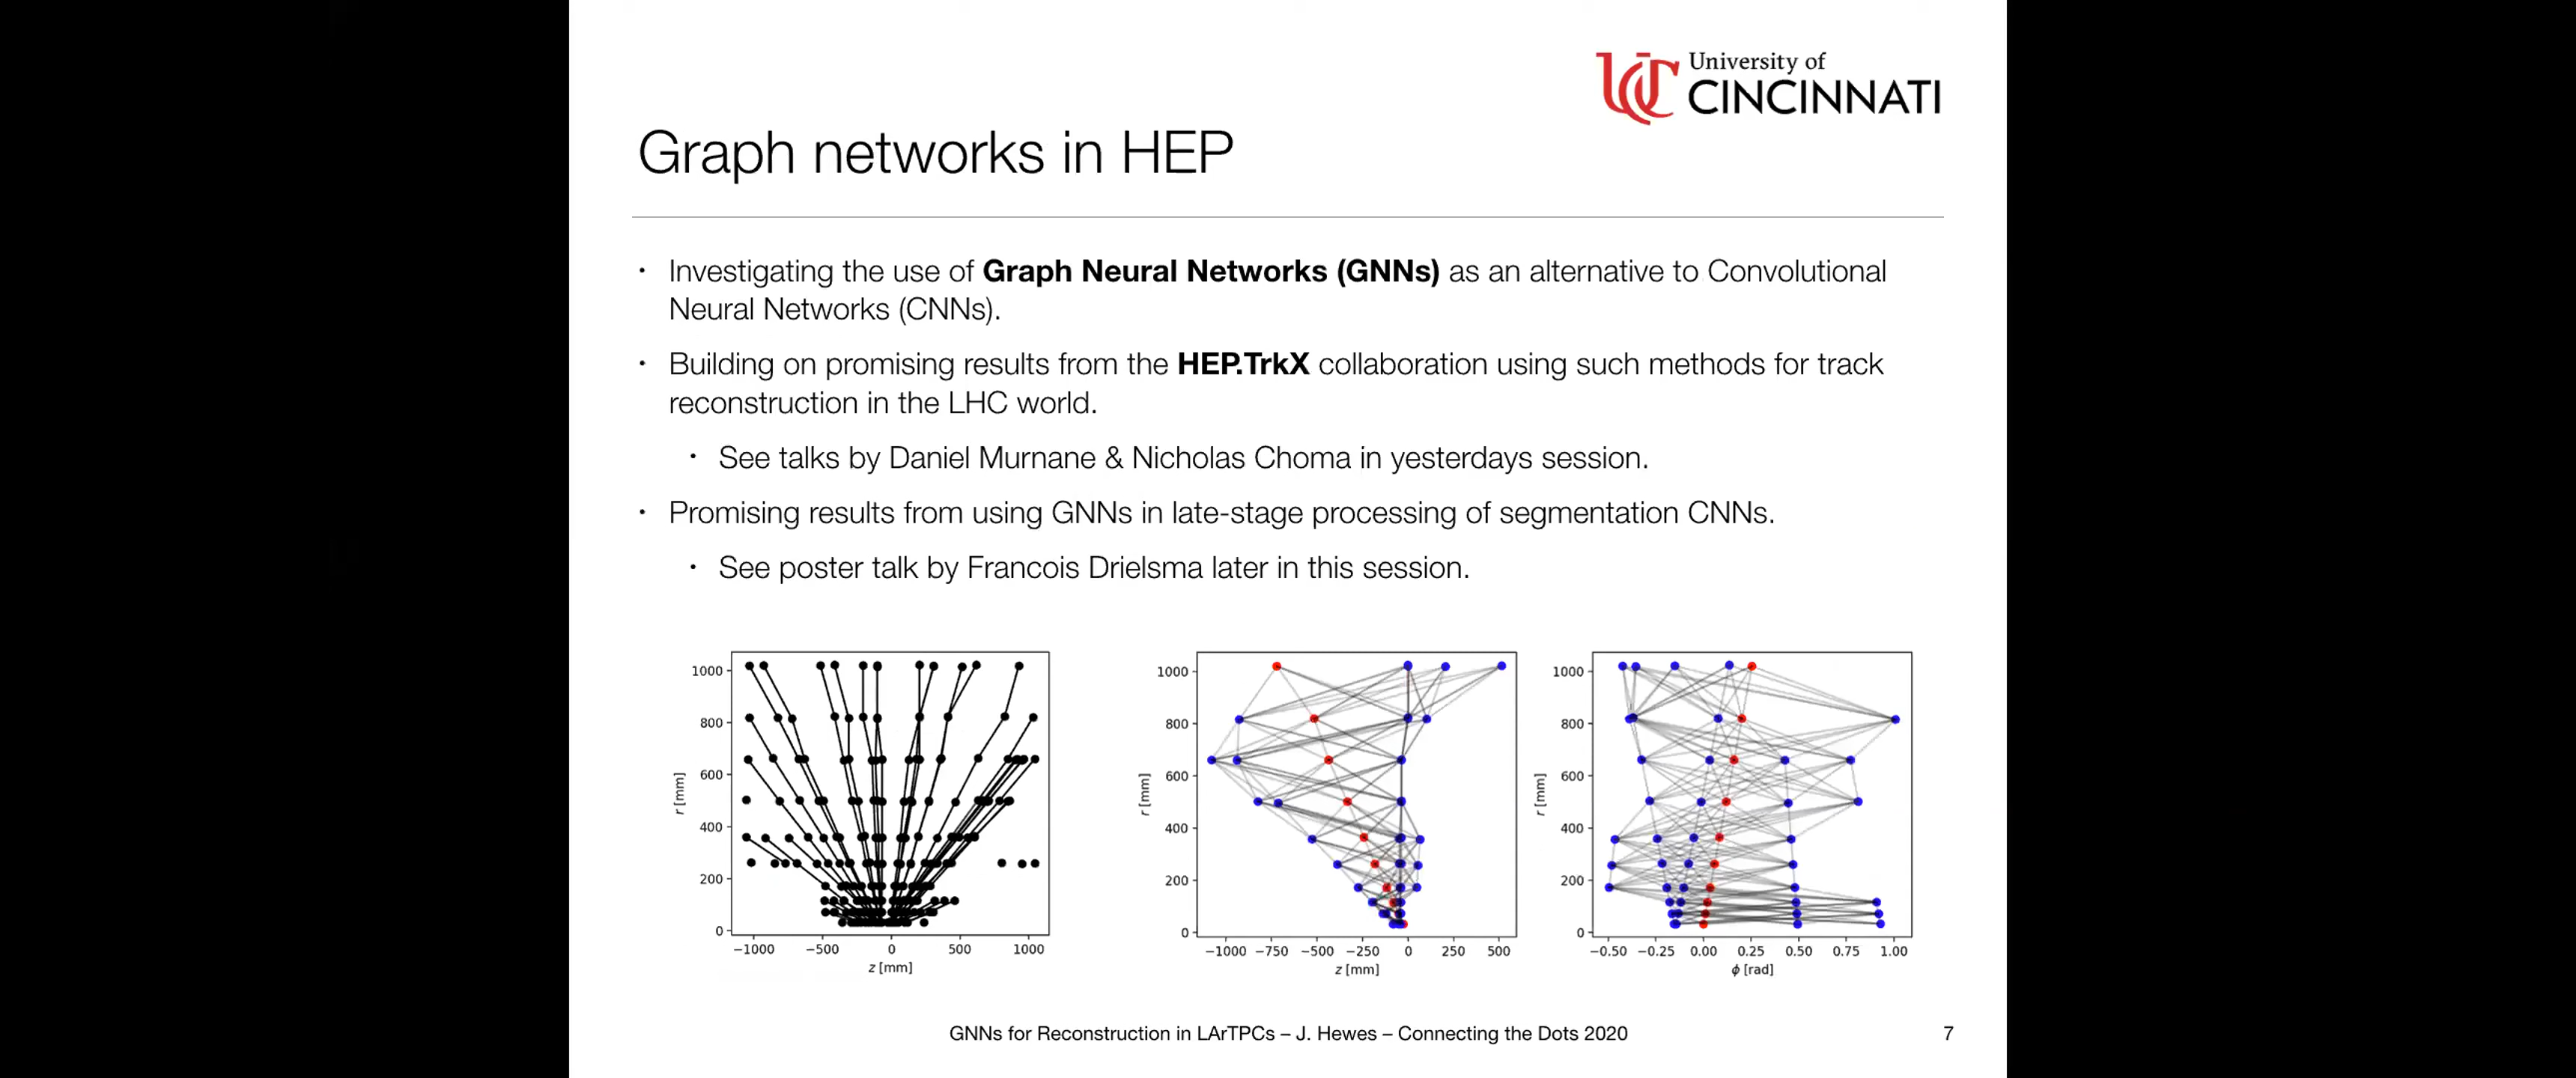 University of
CINCINNATI
Graph networks in HEP
• Investigating the use of Graph Neural Networks (GNNs) as an alternative to Convolutional
Neural Networks (CNNs).
• Building on promising results from the HEP.TrkX collaboration using such methods for track
reconstruction in the LHC world.
• See talks by Daniel Murnane & Nicholas Choma in yesterdays session.
• Promising results from using GNNs in late-stage processing of segmentation CNNs.
• See poster talk by Francois Drielsma later in this session.
1000
800
600
400
200
0
r [mm]
−1000 −500 0 500 1000
z [mm]
1000
800
600
400
200
0
r [mm]
−1000 −750 −500 −250 0 250 500
z [mm]
1000
800
600
400
200
0
r [mm]
−0.50 −0.25 0.00 0.25 0.50 0.75 1.00
ϕ [rad]
GNNs for Reconstruction in LArTPCs – J. Hewes – Connecting the Dots 2020
7